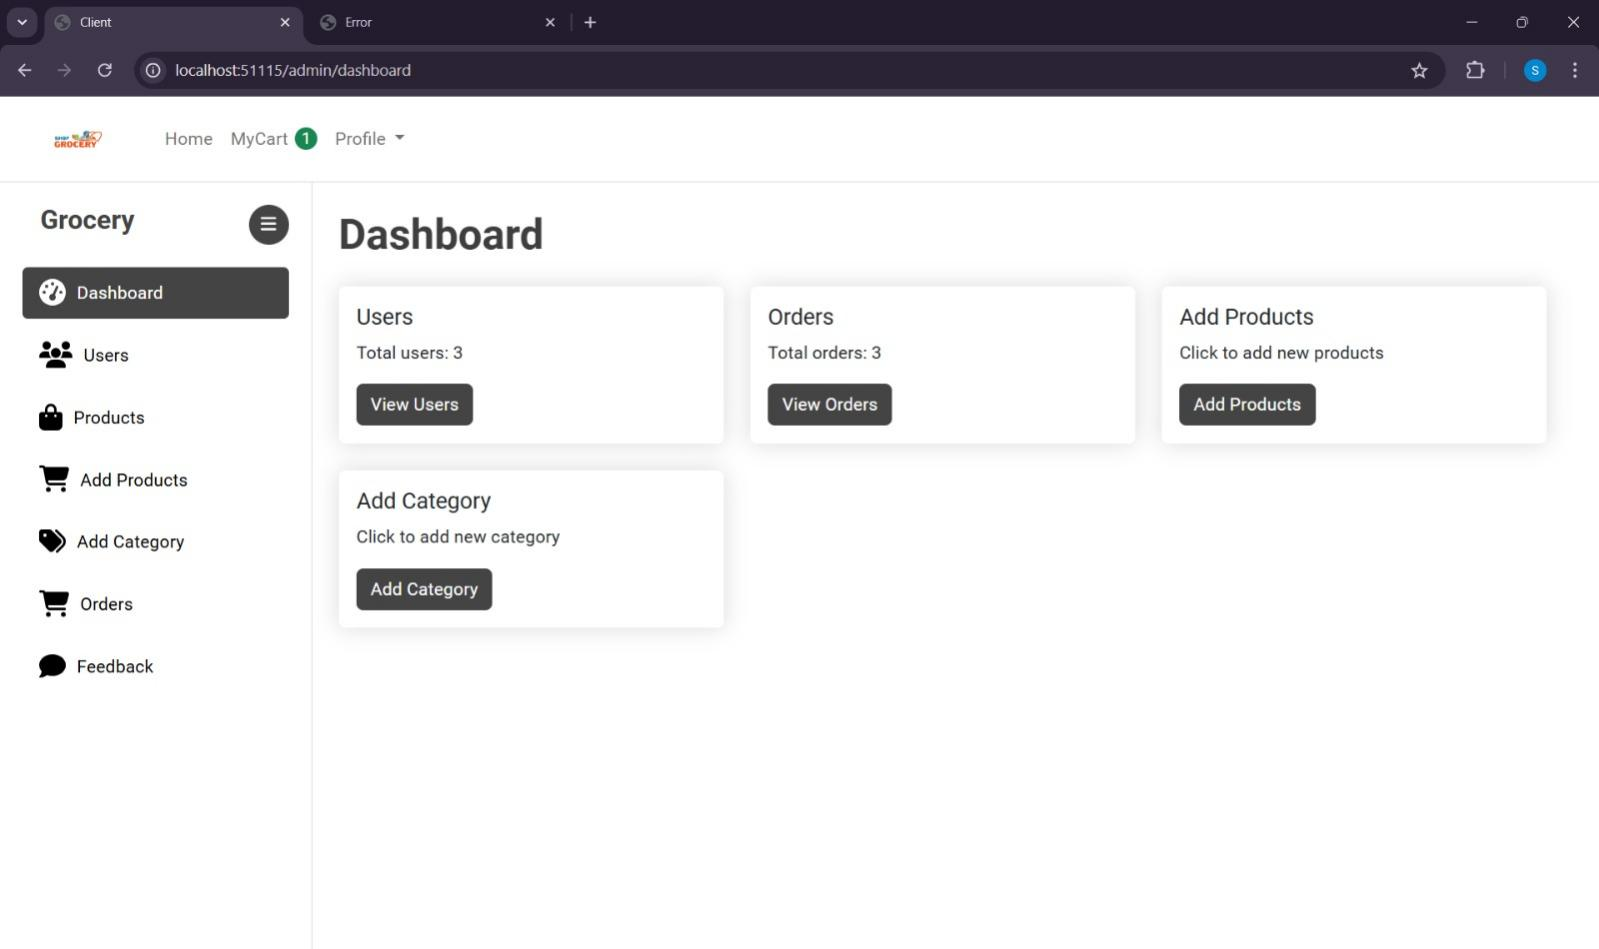 Client
Error
localhost:51115/admin/dashboard
S
SHOP
GROCERY
Home
MyCart 1
Profile
Grocery
Dashboard
Users
Products
Add Products
Add Category
Orders
Feedback
Dashboard
Users
Total users: 3
View Users
Orders
Total orders: 3
View Orders
Add Products
Click to add new products
Add Products
Add Category
Click to add new category
Add Category